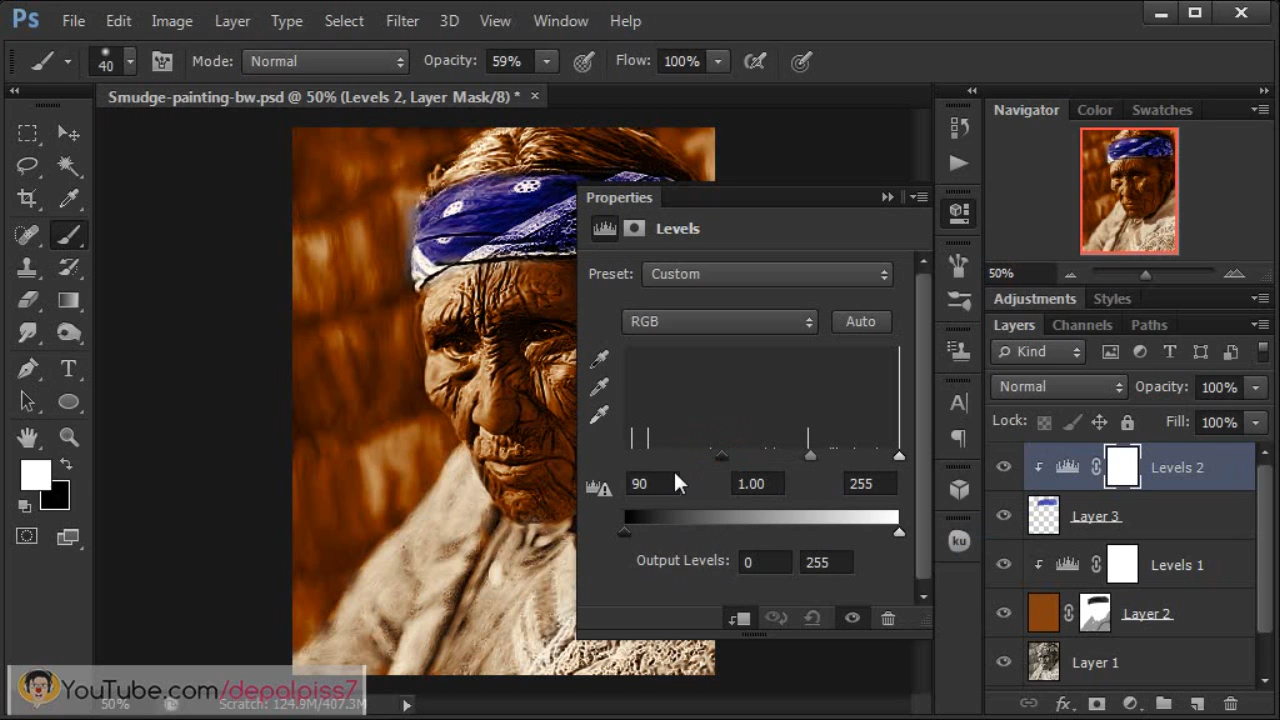 Ps File Edit Image Layer Type Select Filter 3D View Window Help
40 Mode: Normal Opacity: 59% Flow: 100%
Smudge-painting-bw.psd @ 50% (Levels 2, Layer Mask/8) * ×
Navigator Color Swatches
50%
Adjustments Styles
Layers Channels Paths
Kind
Normal Opacity: 100%
Lock: Fill: 100%
Levels 2
Layer 3
Levels 1
Layer 2
Layer 1
Properties
Levels
Preset: Custom
RGB Auto
90 1.00 255
Output Levels: 0 255
ku
fx
YouTube.com/depalpiss7
50% Scratch: 124.9M/407.3M